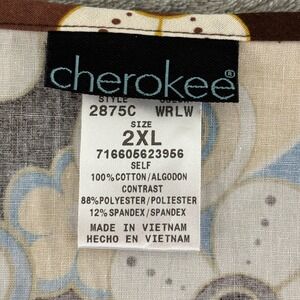 cherokee®
STYLE COLOR
2875C WRLW
SIZE
2XL
716605623956
SELF
100%COTTON/ALGODON
CONTRAST
88%POLYESTER/POLIESTER
12%SPANDEX/SPANDEX
MADE IN VIETNAM
HECHO EN VIETNAM